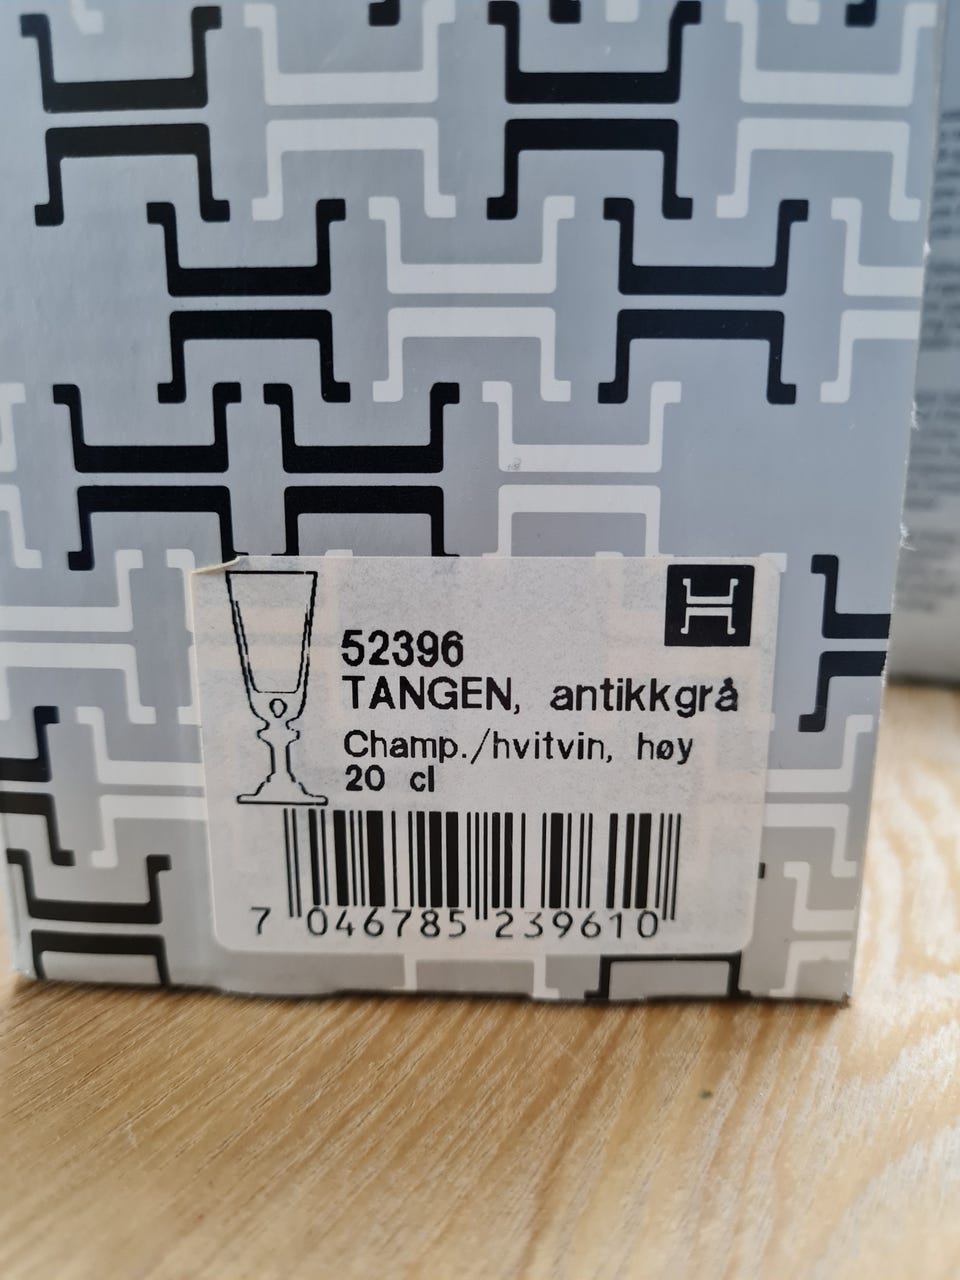 52396
TANGEN, antikkgrå
Champ./hvitvin, høy
20 cl
7 046785 239610